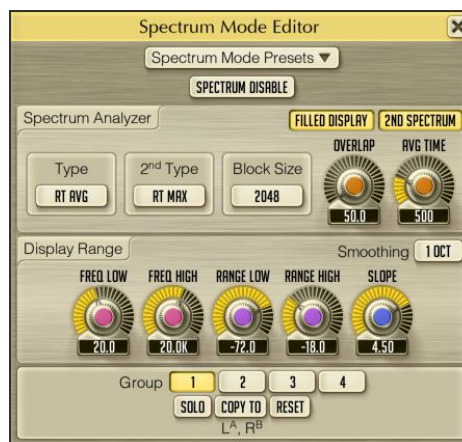 Spectrum Mode Editor
Spectrum Mode Presets ▼
SPECTRUM DISABLE
Spectrum Analyzer
FILLED DISPLAY 2ND SPECTRUM
Type
RT AVG
2nd Type
RT MAX
Block Size
2048
OVERLAP
50.0
AVG TIME
500
Display Range
Smoothing 1 OCT
FREQ LOW FREQ HIGH RANGE LOW RANGE HIGH SLOPE
20.0 20.0K -72.0 -18.0 4.50
Group 1 2 3 4
SOLO COPY TO RESET
LA, RB